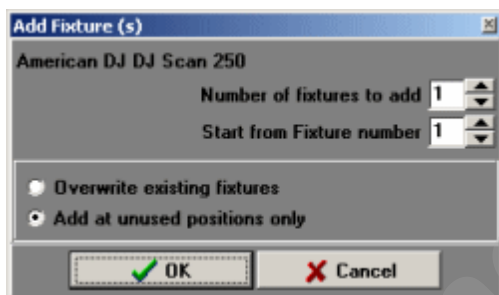 Add Fixture (s)
American DJ DJ Scan 250
Number of fixtures to add 1
Start from Fixture number 1
Overwrite existing fixtures
Add at unused positions only
OK Cancel